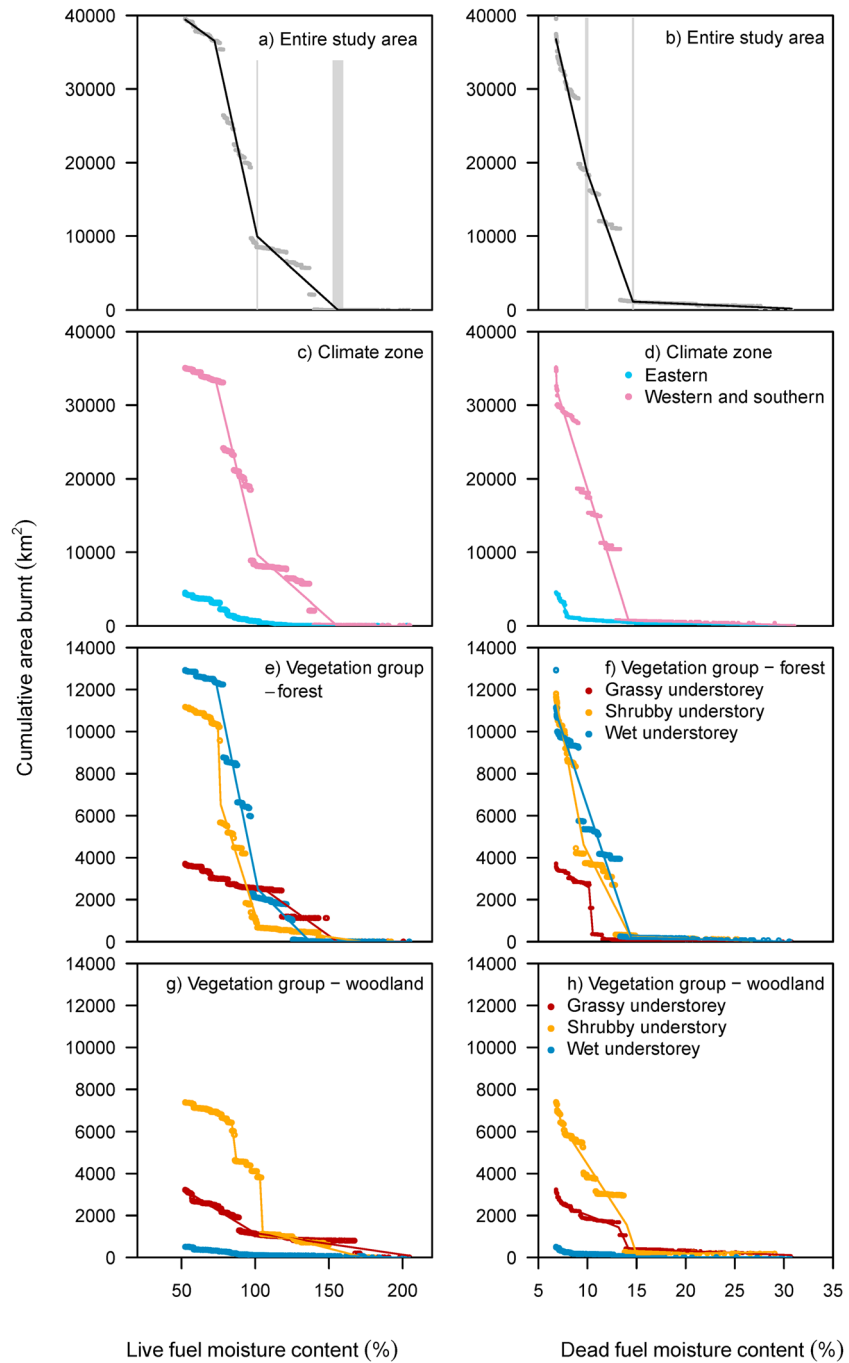 a) Entire study area
40000
30000
20000
10000
0
b) Entire study area
40000
30000
20000
10000
0
c) Climate zone
40000
30000
20000
10000
0
d) Climate zone
Eastern
Western and southern
40000
30000
20000
10000
0
Cumulative area burnt (km²)
e) Vegetation group
−forest
14000
12000
10000
8000
6000
4000
2000
0
f) Vegetation group − forest
Grassy understorey
Shrubby understory
Wet understorey
14000
12000
10000
8000
6000
4000
2000
0
g) Vegetation group − woodland
14000
12000
10000
8000
6000
4000
2000
0
50 100 150 200
Live fuel moisture content (%)
h) Vegetation group − woodland
Grassy understorey
Shrubby understory
Wet understorey
14000
12000
10000
8000
6000
4000
2000
0
5 10 15 20 25 30 35
Dead fuel moisture content (%)